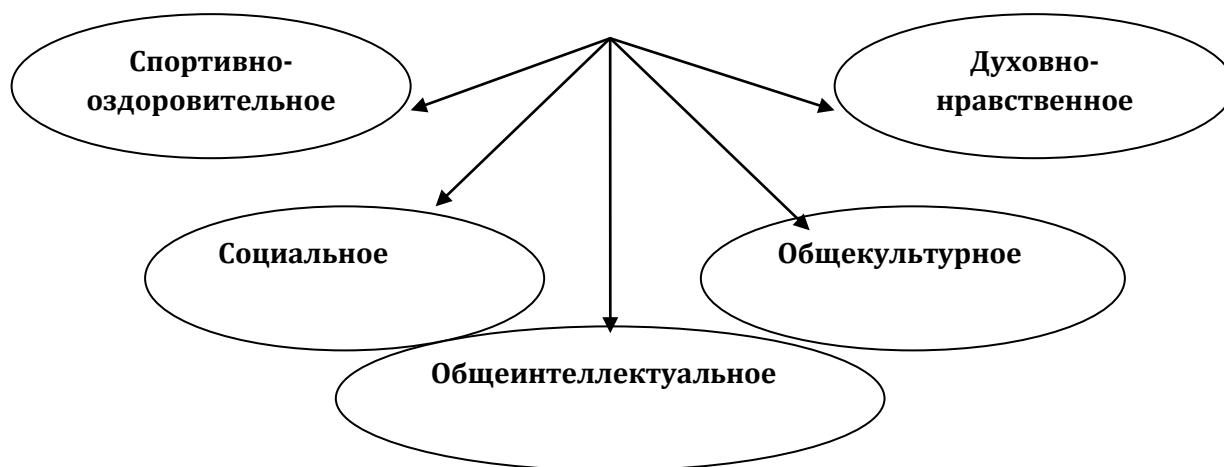 Спортивно-
оздоровительное
Духовно-
нравственное
Социальное
Общекультурное
Общеинтеллектуальное